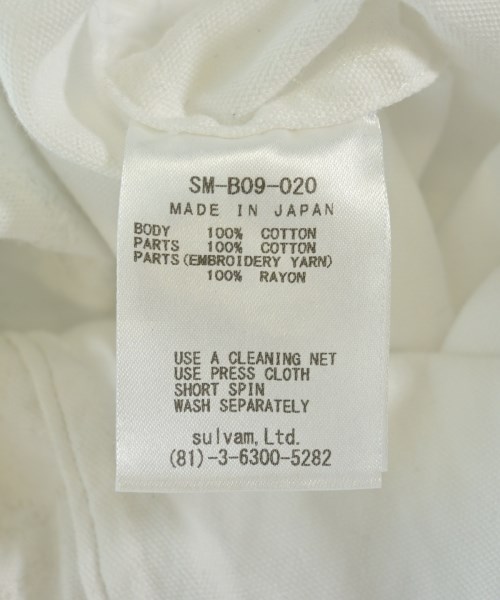 SM-B09-020
MADE IN JAPAN
BODY 100% COTTON
PARTS 100% COTTON
PARTS(EMBROIDERY YARN)
100% RAYON
USE A CLEANING NET
USE PRESS CLOTH
SHORT SPIN
WASH SEPARATELY
sulvam, Ltd.
(81)-3-6300-5282